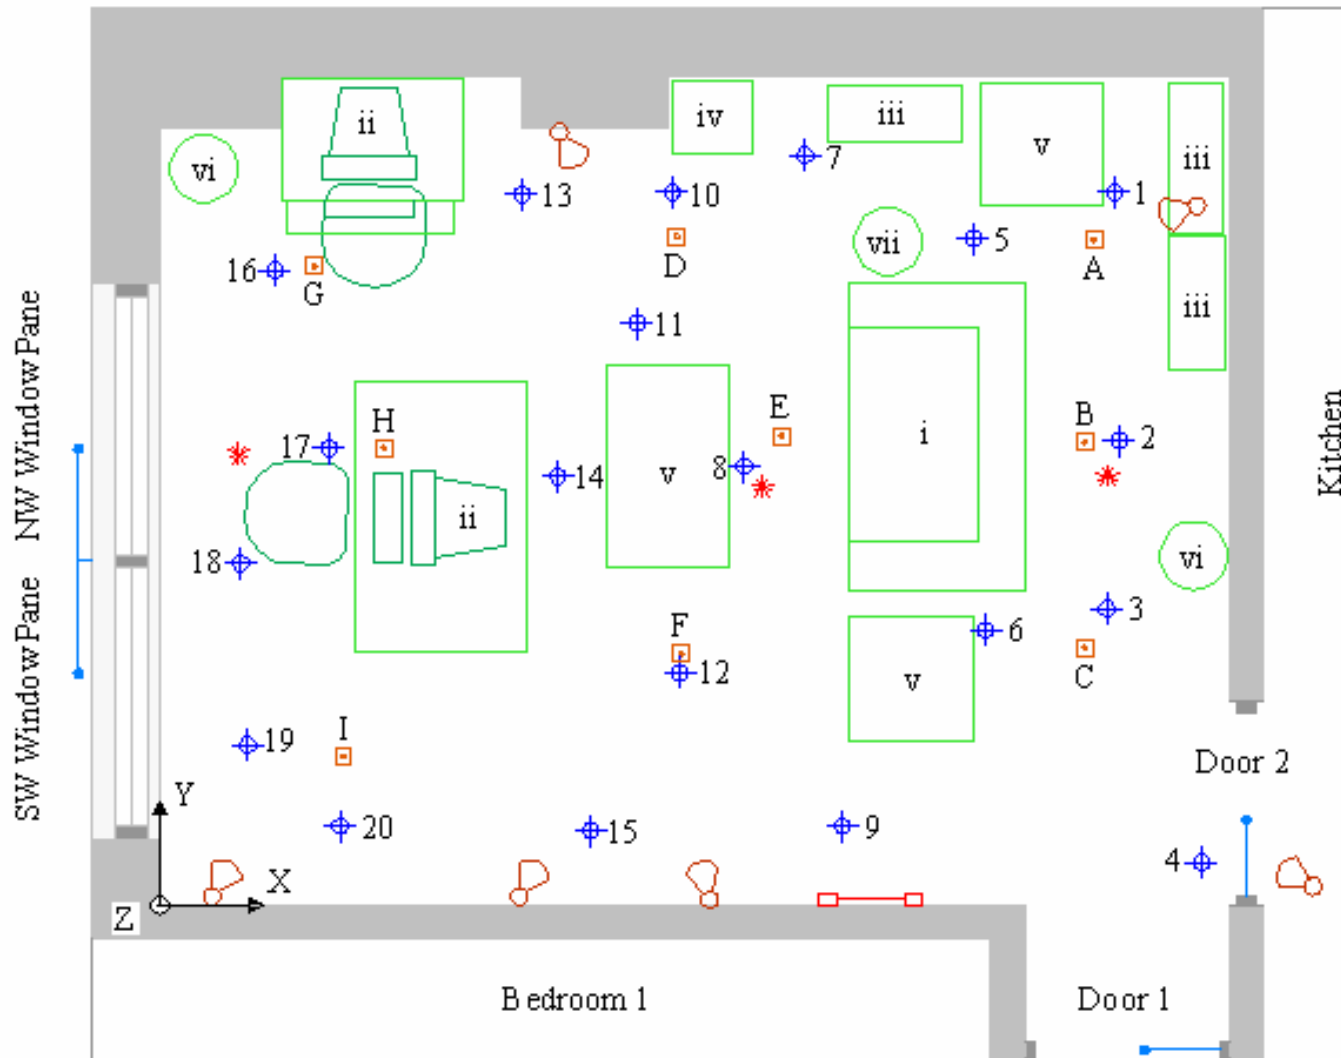 ii
iv
iii
v
iii
vi
7
13
10
1
vii
5
D
A
16
G
11
iii
NW Window Pane
H
E
B
17
i
2
8
v
14
ii
Kitchen
18
vi
SW Window Pane
F
6
3
12
v
C
I
19
Door 2
Y
20
15
9
4
X
Z
Bedroom 1
Door 1